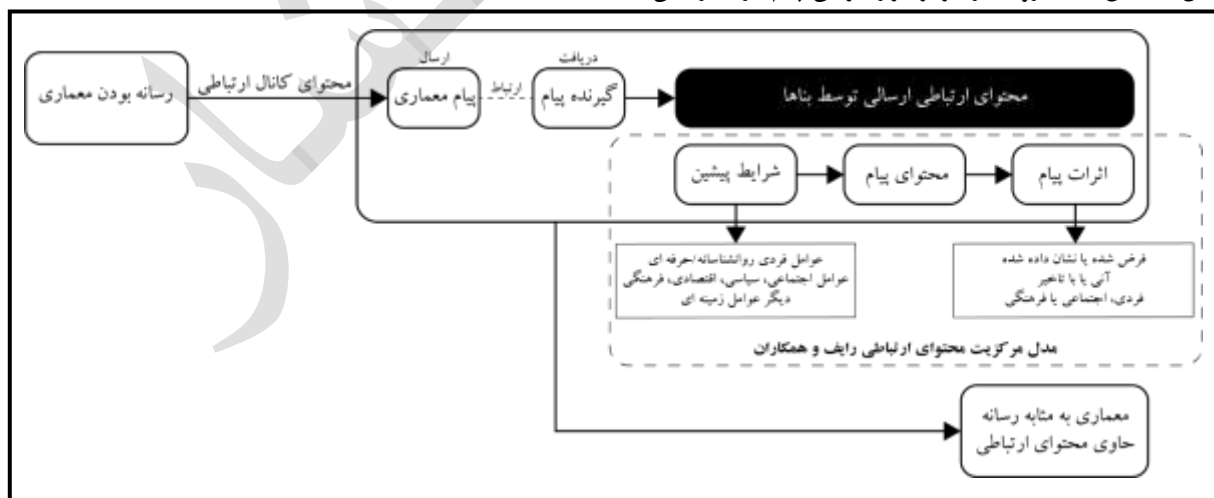 ارسال
دریافت
رسانه بودن معماری
محتوای کانال ارتباطی
پیام معماری
ارتباط
گیرنده پیام
محتوای ارتباطی ارسالی توسط بناها
شرایط پیشین
محتوای پیام
اثرات پیام
عوامل فردی روانشناسانه/حرفه ای
عوامل اجتماعی، سیاسی، اقتصادی، فرهنگی
دیگر عوامل زمینه ای
فرض شده یا نشان داده شده
آنی یا با تاخیر
فردی، اجتماعی یا فرهنگی
مدل مرکزیت محتوای ارتباطی رایف و همکاران
معماری به مثابه رسانه
حاوی محتوای ارتباطی